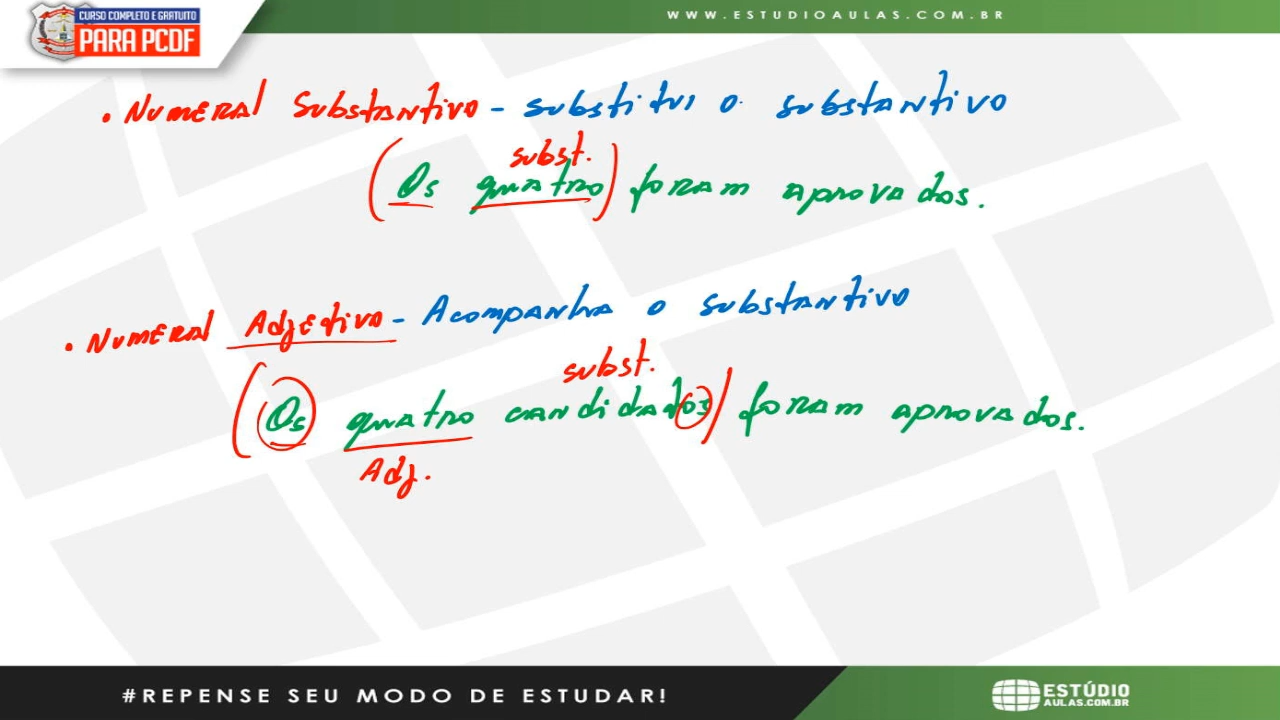 CURSO COMPLETO E GRATUITO
PARA PCDF
WWW.ESTUDIOAULAS.COM.BR
• Numeral Substantivo - substitui o substantivo
subst.
(Os quatro) foram aprovados.
• Numeral Adjetivo - Acompanha o substantivo
subst.
(Os quatro candidados) foram aprovados.
Adj.
#REPENSE SEU MODO DE ESTUDAR!
ESTÚDIO
AULAS.COM.BR